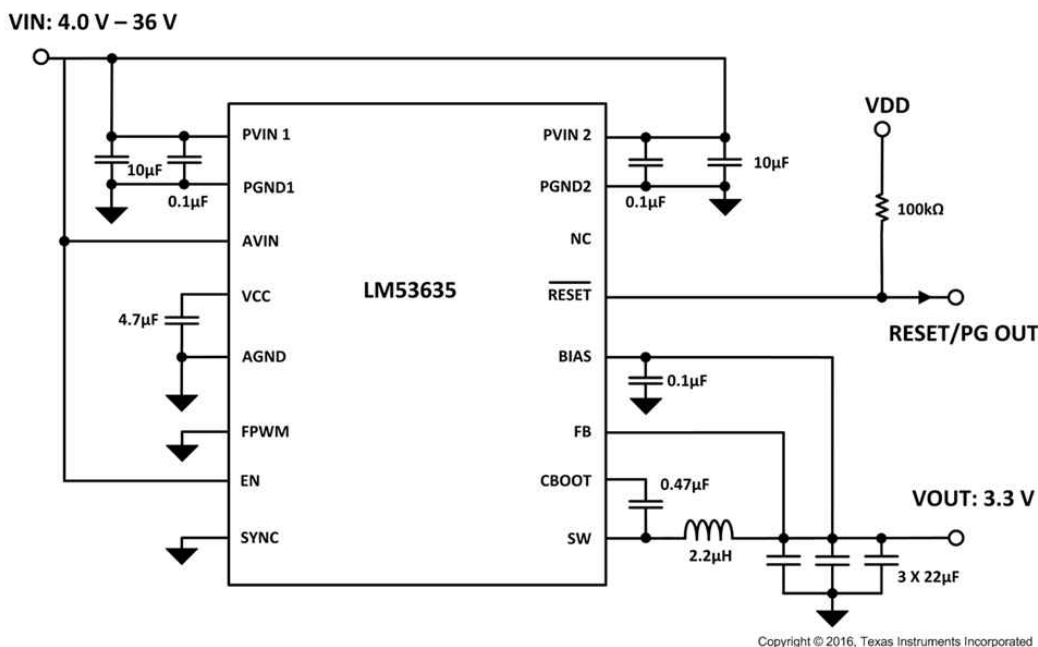 VIN: 4.0 V – 36 V
VDD
PVIN 1
PVIN 2
10µF
0.1µF
PGND1
PGND2
0.1µF
10µF
100kΩ
AVIN
NC
LM53635
VCC
RESET
4.7µF
RESET/PG OUT
AGND
BIAS
0.1µF
FPWM
FB
EN
CBOOT
0.47µF
VOUT: 3.3 V
SYNC
SW
2.2µH
3 X 22µF
Copyright © 2016, Texas Instruments Incorporated